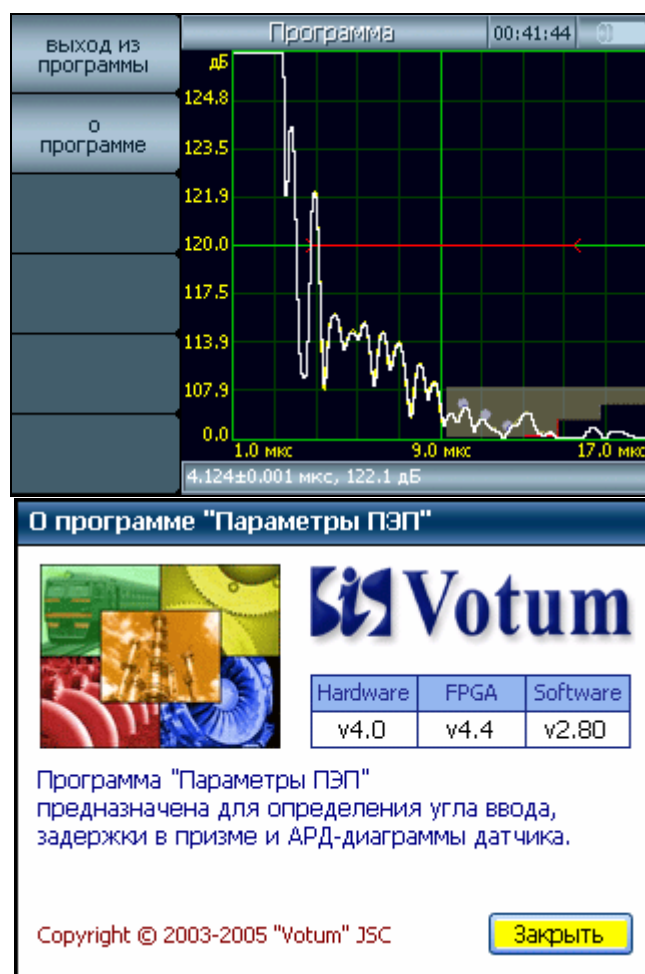 выход из
программы
о
программе
Программа
00:41:44
дБ
124.8
123.5
121.9
120.0
117.5
113.9
107.9
0.0
1.0 мкс 9.0 мкс 17.0 мкс
4.124±0.001 мкс, 122.1 дБ
О программе "Параметры ПЭП"
Sis Votum
Hardware FPGA Software
v4.0 v4.4 v2.80
Программа "Параметры ПЭП"
предназначена для определения угла ввода,
задержки в призме и АРД-диаграммы датчика.
Copyright © 2003-2005 "Votum" JSC
Закрыть